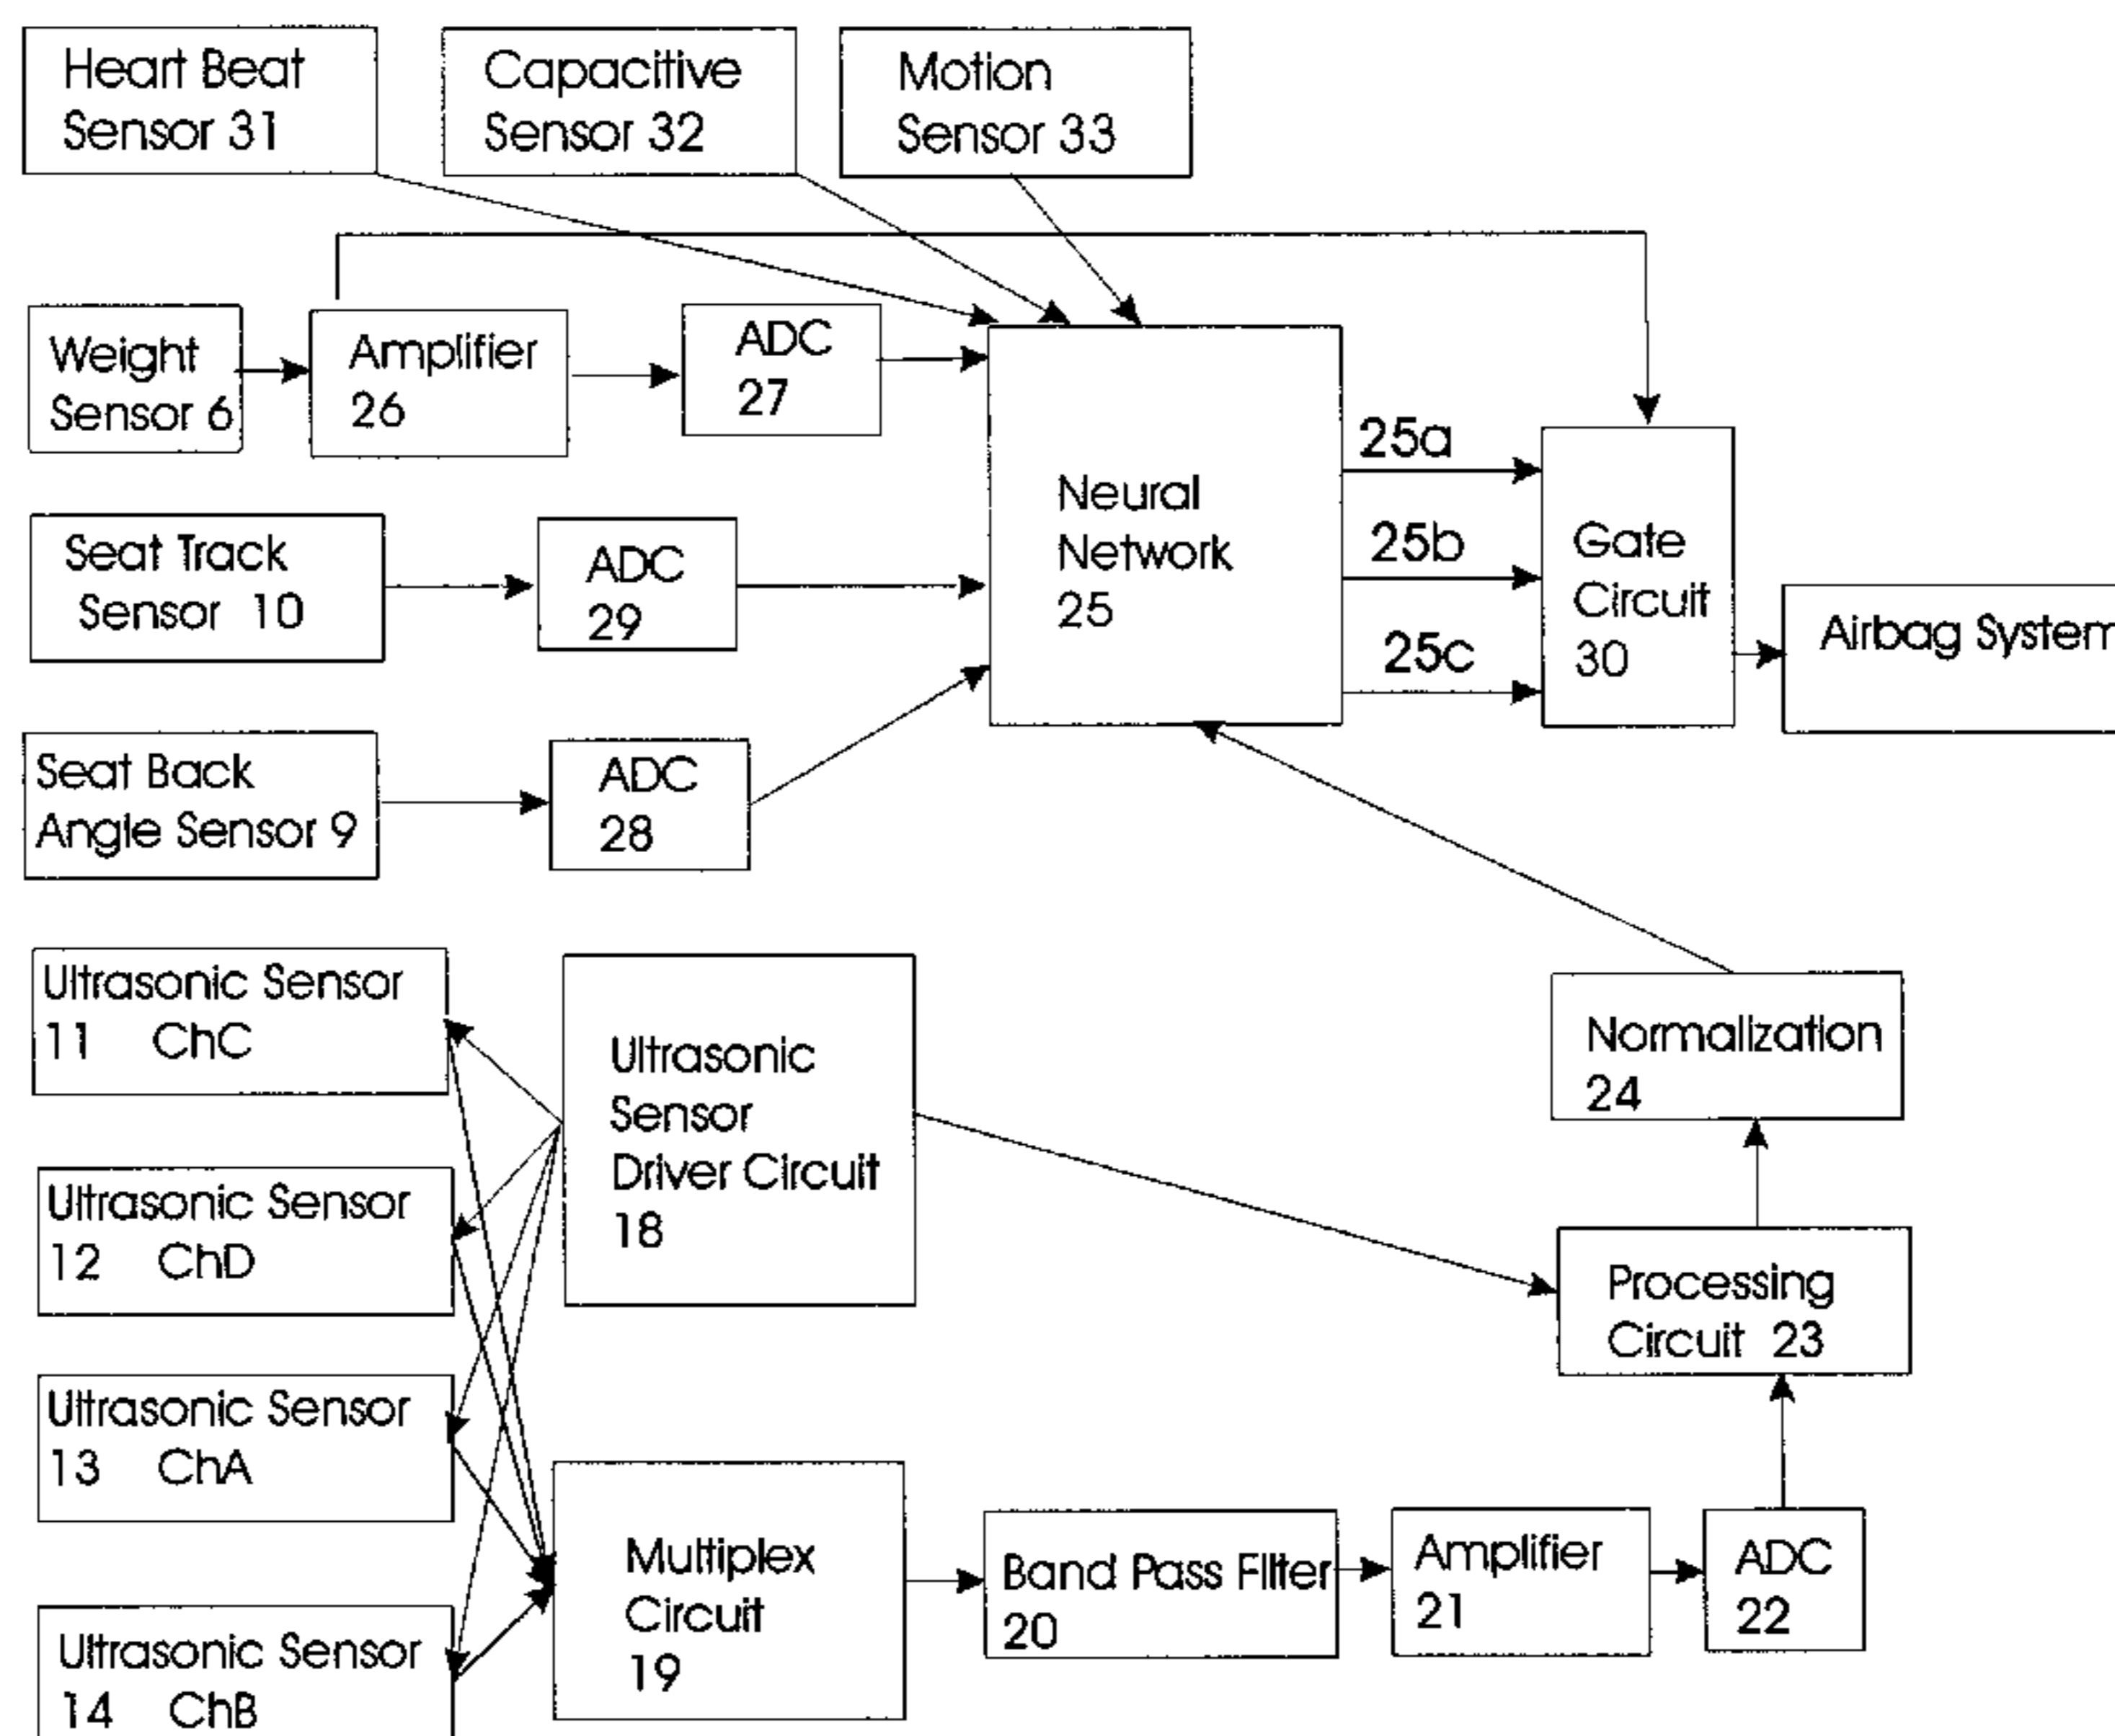 Heart Beat
Sensor 31
Capacitive
Sensor 32
Motion
Sensor 33
Weight
Sensor 6
Amplifier
26
ADC
27
Neural
Network
25
25a
25b
25c
Gate
Circuit
30
Airbag System
Seat Track
Sensor 10
ADC
29
Seat Back
Angle Sensor 9
ADC
28
Ultrasonic Sensor
11 ChC
Ultrasonic
Sensor
Driver Circuit
18
Normalization
24
Ultrasonic Sensor
12 ChD
Processing
Circuit 23
Ultrasonic Sensor
13 ChA
Multiplex
Circuit
19
Band Pass Filter
20
Amplifier
21
ADC
22
Ultrasonic Sensor
14 ChB